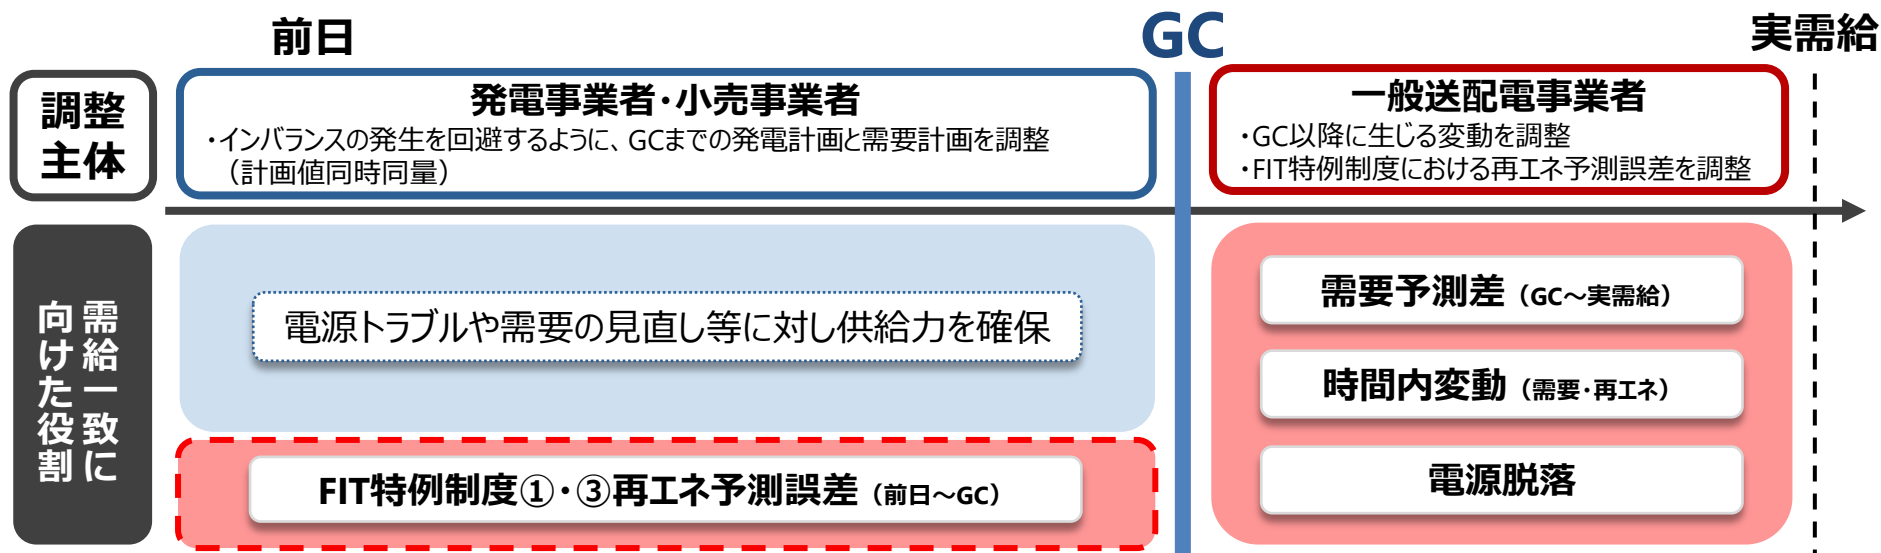 前日
GC
実需給
調整
主体
発電事業者・小売事業者
・インバランスの発生を回避するように、GCまでの発電計画と需要計画を調整
（計画値同時同量）
一般送配電事業者
・GC以降に生じる変動を調整
・FIT特例制度における再エネ予測誤差を調整
需給一致に
向けた役割
電源トラブルや需要の見直し等に対し供給力を確保
FIT特例制度①・③再エネ予測誤差（前日～GC）
需要予測差（GC～実需給）
時間内変動（需要・再エネ）
電源脱落